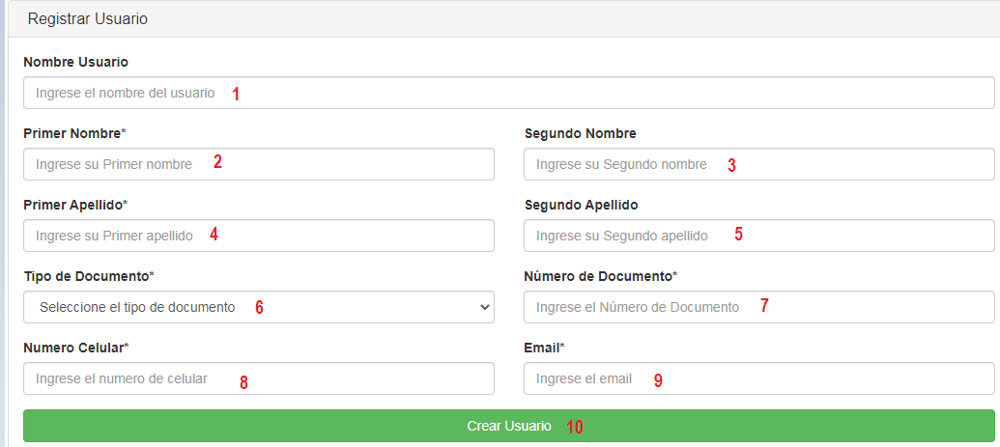 Registrar Usuario
Nombre Usuario
Ingrese el nombre del usuario 1
Primer Nombre* Segundo Nombre
Ingrese su Primer nombre 2 Ingrese su Segundo nombre 3
Primer Apellido* Segundo Apellido
Ingrese su Primer apellido 4 Ingrese su Segundo apellido 5
Tipo de Documento* Número de Documento*
Seleccione el tipo de documento 6 Ingrese el Número de Documento 7
Numero Celular* Email*
Ingrese el numero de celular 8 Ingrese el email 9
Crear Usuario 10